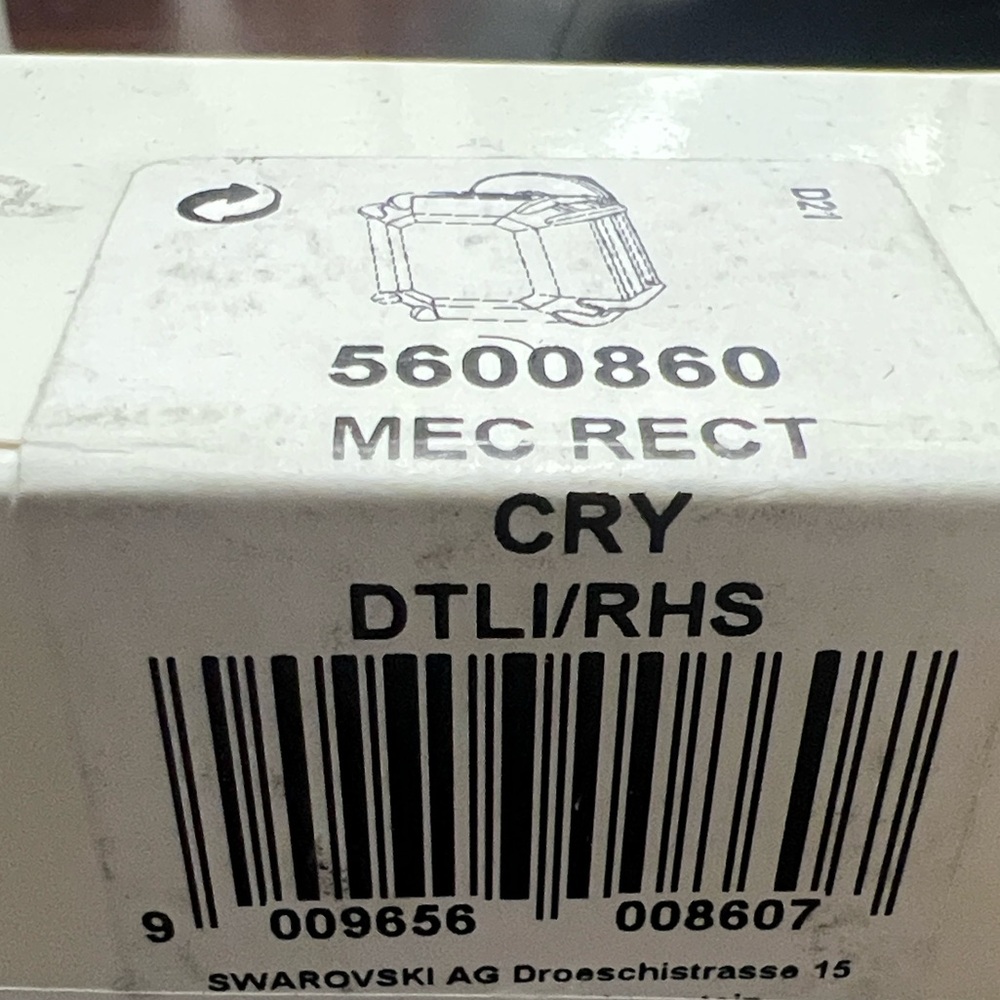 D21
5600860
MEC RECT
CRY
DTLI/RHS
9 009656 008607
SWAROVSKI AG Droeschistrasse 15